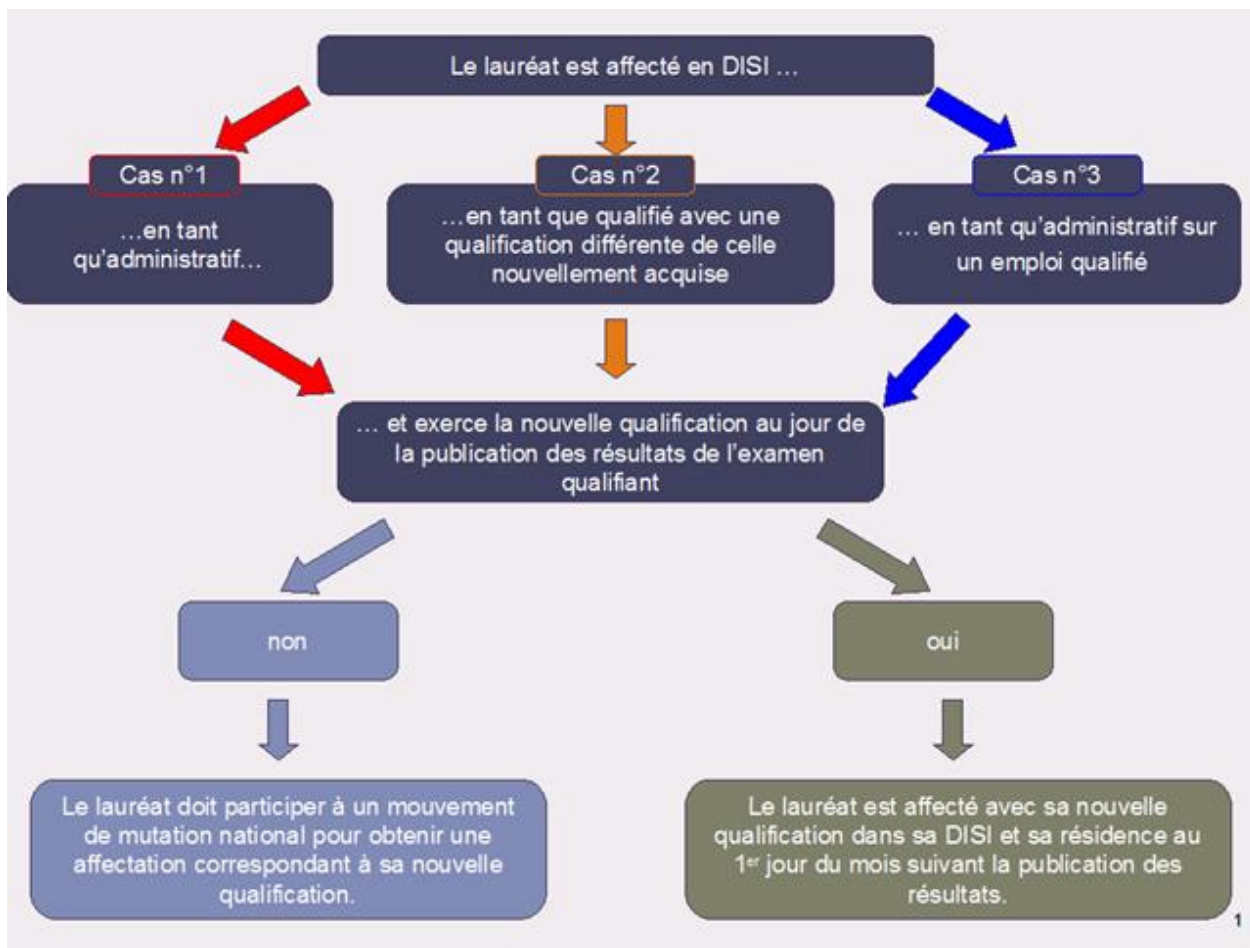 Le lauréat est affecté en DISI …
Cas n°1
…en tant
qu’administratif…
Cas n°2
…en tant que qualifié avec une
qualification différente de celle
nouvellement acquise
Cas n°3
… en tant qu’administratif sur
un emploi qualifié
… et exerce la nouvelle qualification au jour de
la publication des résultats de l’examen
qualifiant
non
oui
Le lauréat doit participer à un mouvement
de mutation national pour obtenir une
affectation correspondant à sa nouvelle
qualification.
Le lauréat est affecté avec sa nouvelle
qualification dans sa DISI et sa résidence au
1er jour du mois suivant la publication des
résultats.
1